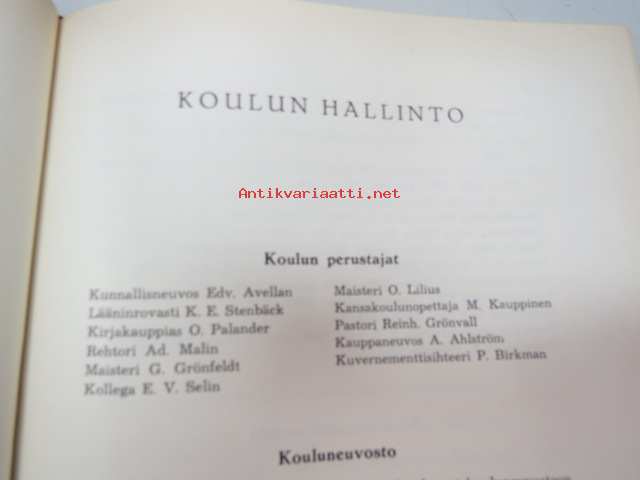 KOULUN HALLINTO
Antikvariaatti.net
Koulun perustajat
Kunnallisneuvos Edv. Avellan
Lääninrovasti K. E. Stenbäck
Kirjakauppias O. Palander
Rehtori Ad. Malin
Maisteri G. Grönfeldt
Kollega E. V. Selin
Maisteri O. Lilius
Kansakoulunopettaja M. Kauppinen
Pastori Reinh. Grönvall
Kauppaneuvos A. Ahlström
Kuvernementtisihteeri P. Birkman
Kouluneuvosto